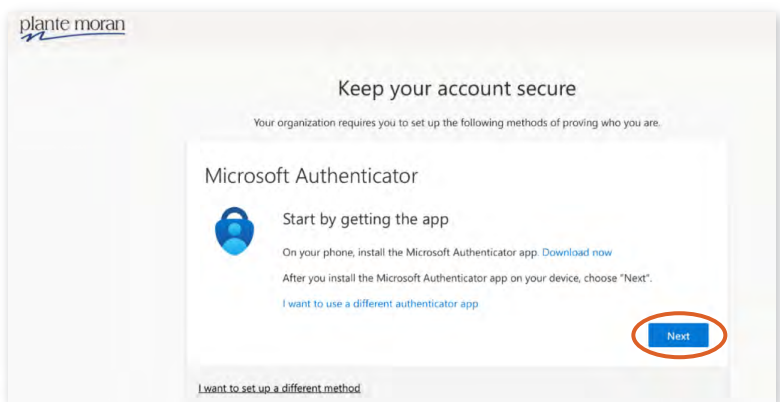 plante moran
Keep your account secure
Your organization requires you to set up the following methods of proving who you are.
Microsoft Authenticator
Start by getting the app
On your phone, install the Microsoft Authenticator app. Download now
After you install the Microsoft Authenticator app on your device, choose "Next".
I want to use a different authenticator app
Next
I want to set up a different method